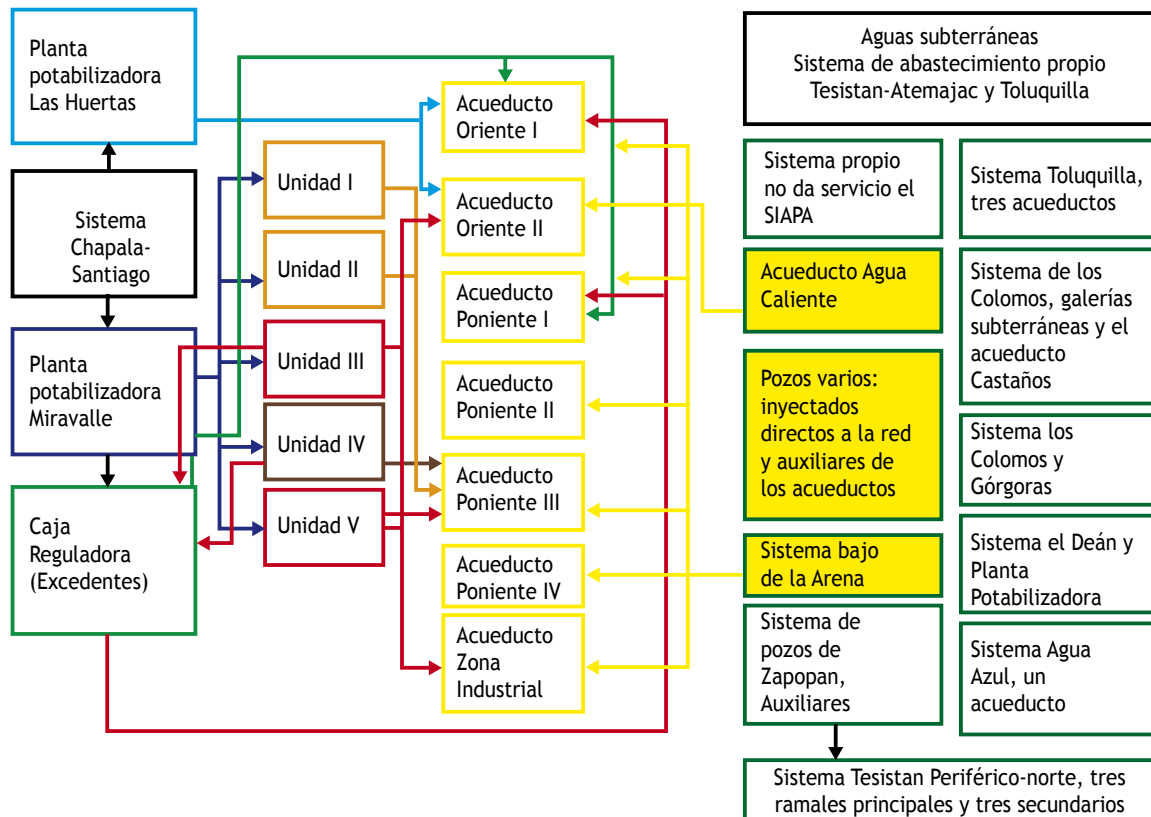 Planta
potabilizadora
Las Huertas
Sistema
Chapala-
Santiago
Planta
potabilizadora
Miravalle
Caja
Reguladora
(Excedentes)
Unidad I
Unidad II
Unidad III
Unidad IV
Unidad V
Acueducto
Oriente I
Acueducto
Oriente II
Acueducto
Poniente I
Acueducto
Poniente II
Acueducto
Poniente III
Acueducto
Poniente IV
Acueducto
Zona
Industrial
Aguas subterráneas
Sistema de abastecimiento propio
Tesistan-Atemajac y Toluquilla
Sistema propio
no da servicio el
SIAPA
Acueducto Agua
Caliente
Pozos varios:
inyectados
directos a la red
y auxiliares de
los acueductos
Sistema bajo
de la Arena
Sistema de
pozos de
Zapopan,
Auxiliares
Sistema Toluquilla,
tres acueductos
Sistema de los
Colomos, galerías
subterráneas y el
acueducto
Castaños
Sistema los
Colomos y
Górgoras
Sistema el Deán y
Planta
Potabilizadora
Sistema Agua
Azul, un
acueducto
Sistema Tesistan Periférico-norte, tres
ramales principales y tres secundarios